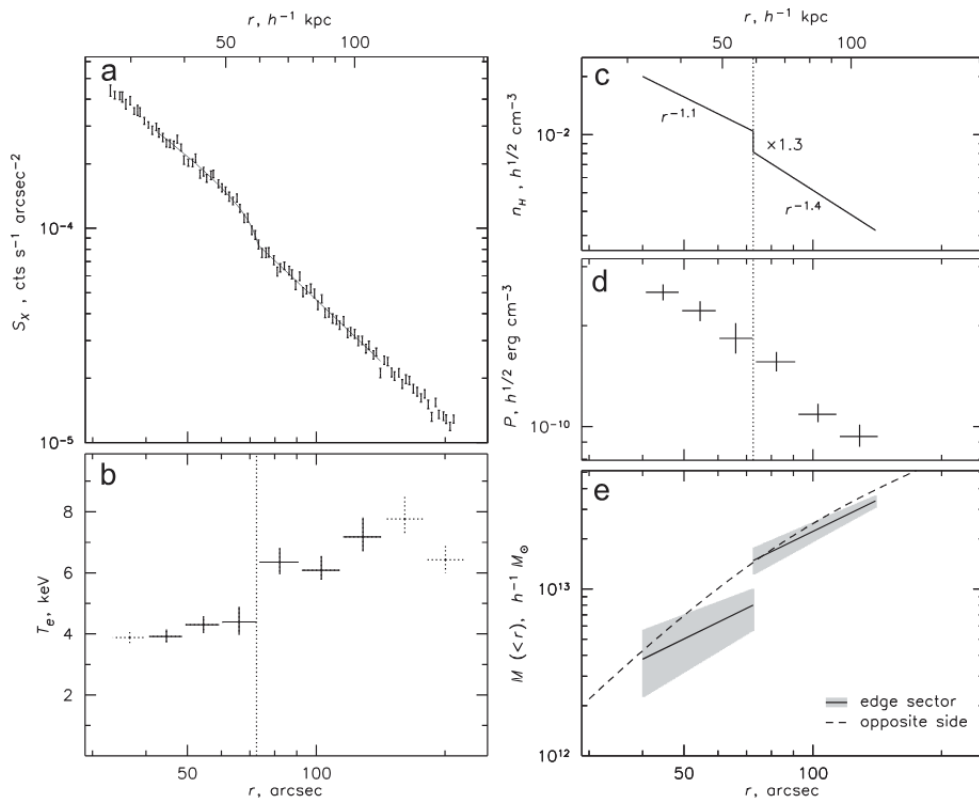 r, h⁻¹ kpc
50 100
a
10⁻⁴
10⁻⁵
S_X , cts s⁻¹ arcsec⁻²
b
8
6
4
2
T_e, keV
50 100
r, arcsec
r, h⁻¹ kpc
50 100
c
r⁻¹·¹
×1.3
r⁻¹·⁴
10⁻²
n_H , h^1/2 cm⁻³
d
10⁻¹⁰
P, h^1/2 erg cm⁻³
e
10¹³
10¹²
M (<r), h⁻¹ M_⊙
edge sector
opposite side
50 100
r, arcsec